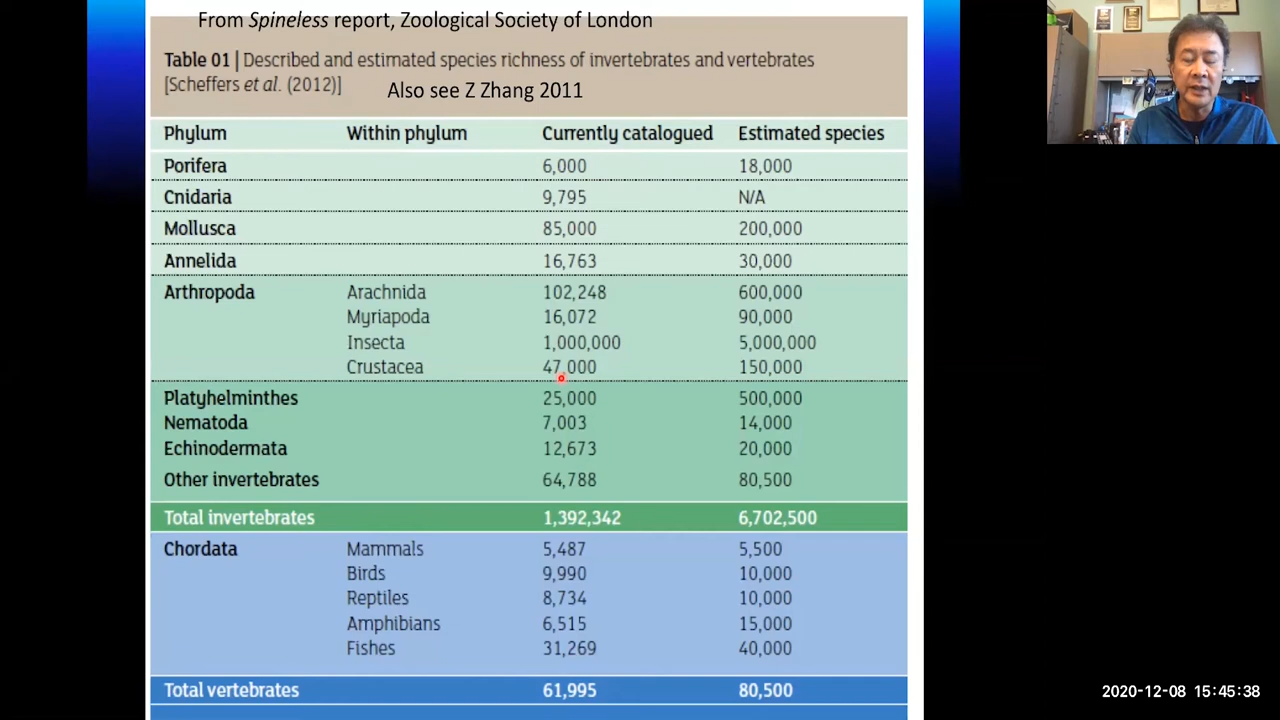 From Spineless report, Zoological Society of London
Table 01 | Described and estimated species richness of invertebrates and vertebrates
[Scheffers et al. (2012)]
Also see Z Zhang 2011
Phylum Within phylum Currently catalogued Estimated species
Porifera 6,000 18,000
Cnidaria 9,795 N/A
Mollusca 85,000 200,000
Annelida 16,763 30,000
Arthropoda Arachnida 102,248 600,000
Myriapoda 16,072 90,000
Insecta 1,000,000 5,000,000
Crustacea 47,000 150,000
Platyhelminthes 25,000 500,000
Nematoda 7,003 14,000
Echinodermata 12,673 20,000
Other invertebrates 64,788 80,500
Total invertebrates 1,392,342 6,702,500
Chordata Mammals 5,487 5,500
Birds 9,990 10,000
Reptiles 8,734 10,000
Amphibians 6,515 15,000
Fishes 31,269 40,000
Total vertebrates 61,995 80,500
2020-12-08 15:45:38